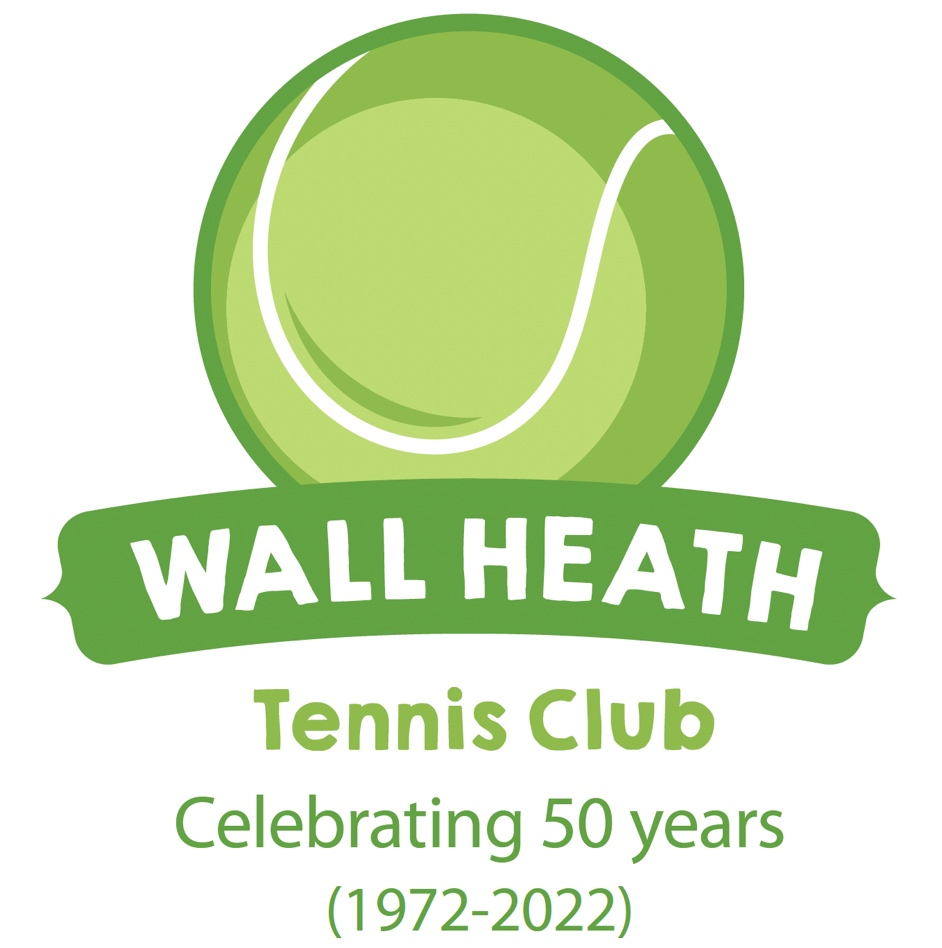 WALL HEATH
Tennis Club
Celebrating 50 years
(1972-2022)